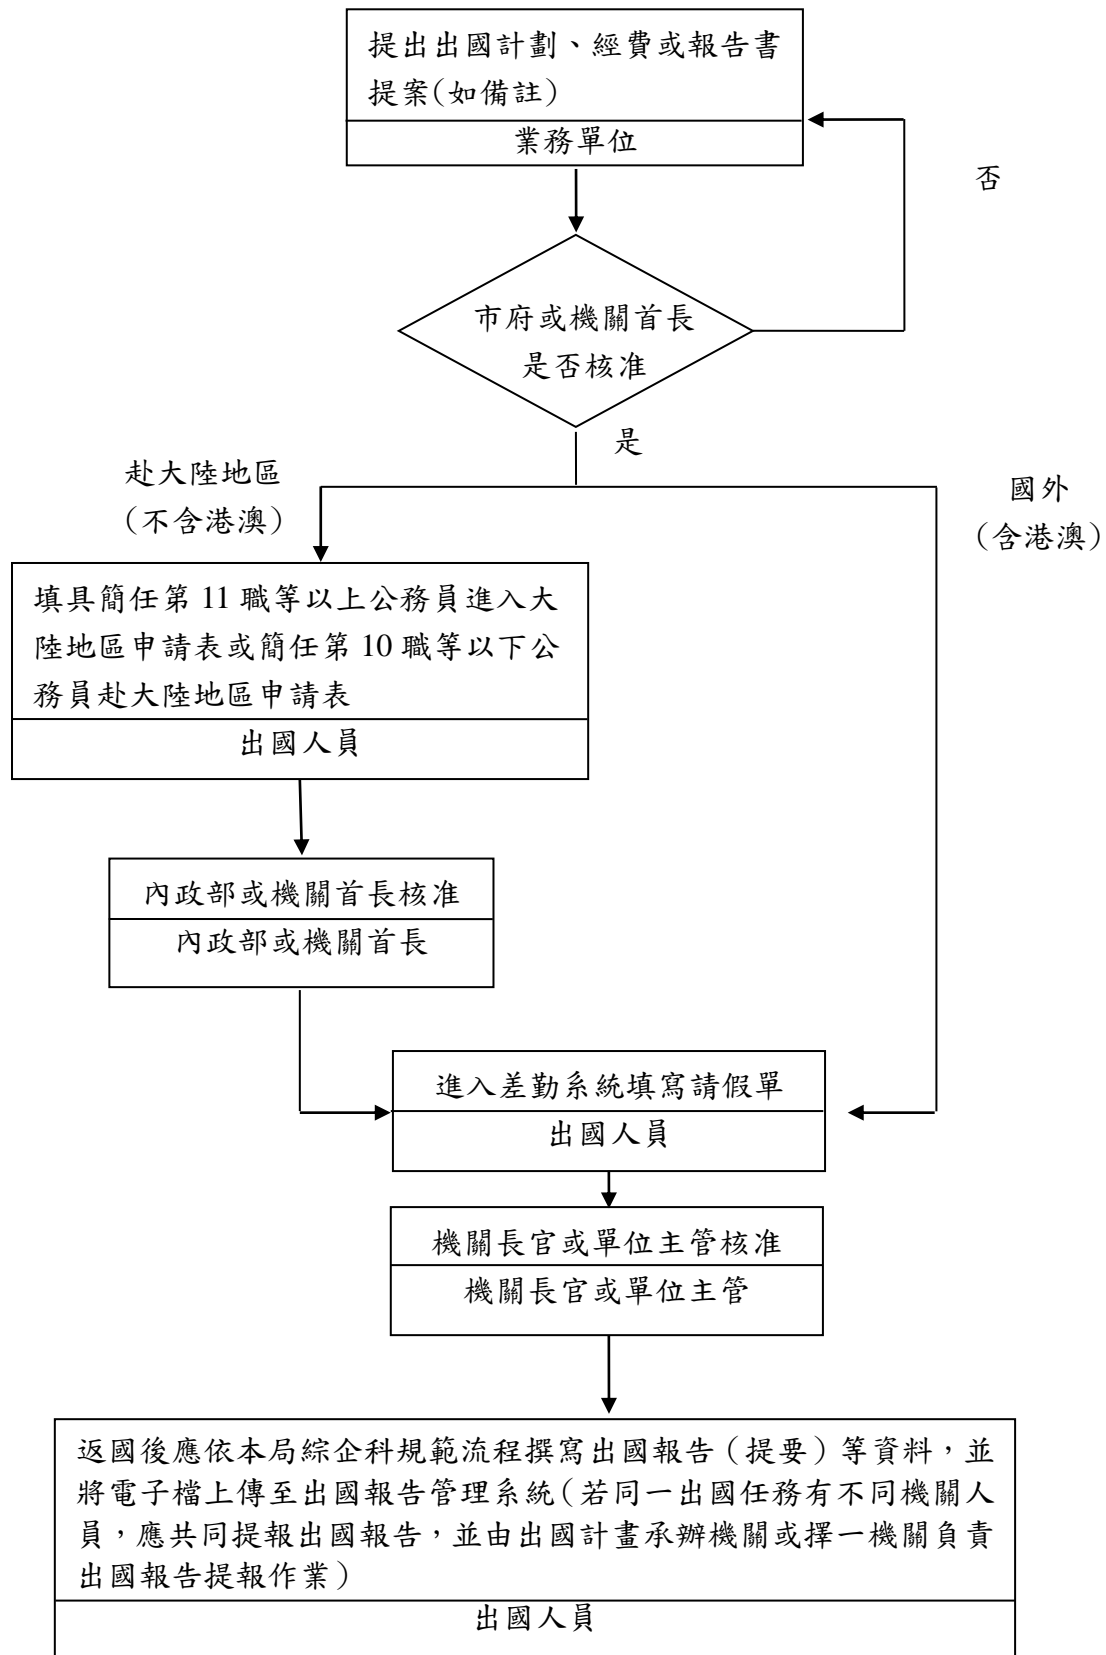 提出出國計劃、經費或報告書
提案(如備註)
業務單位
否
市府或機關首長
是否核准
是
赴大陸地區
(不含港澳)
國外
(含港澳)
填具簡任第 11 職等以上公務員進入大
陸地區申請表或簡任第 10 職等以下公
務員赴大陸地區申請表
出國人員
內政部或機關首長核准
內政部或機關首長
進入差勤系統填寫請假單
出國人員
機關長官或單位主管核准
機關長官或單位主管
返國後應依本局綜企科規範流程撰寫出國報告(提要)等資料,並
將電子檔上傳至出國報告管理系統(若同一出國任務有不同機關人
員,應共同提報出國報告,並由出國計畫承辦機關或擇一機關負責
出國報告提報作業)
出國人員